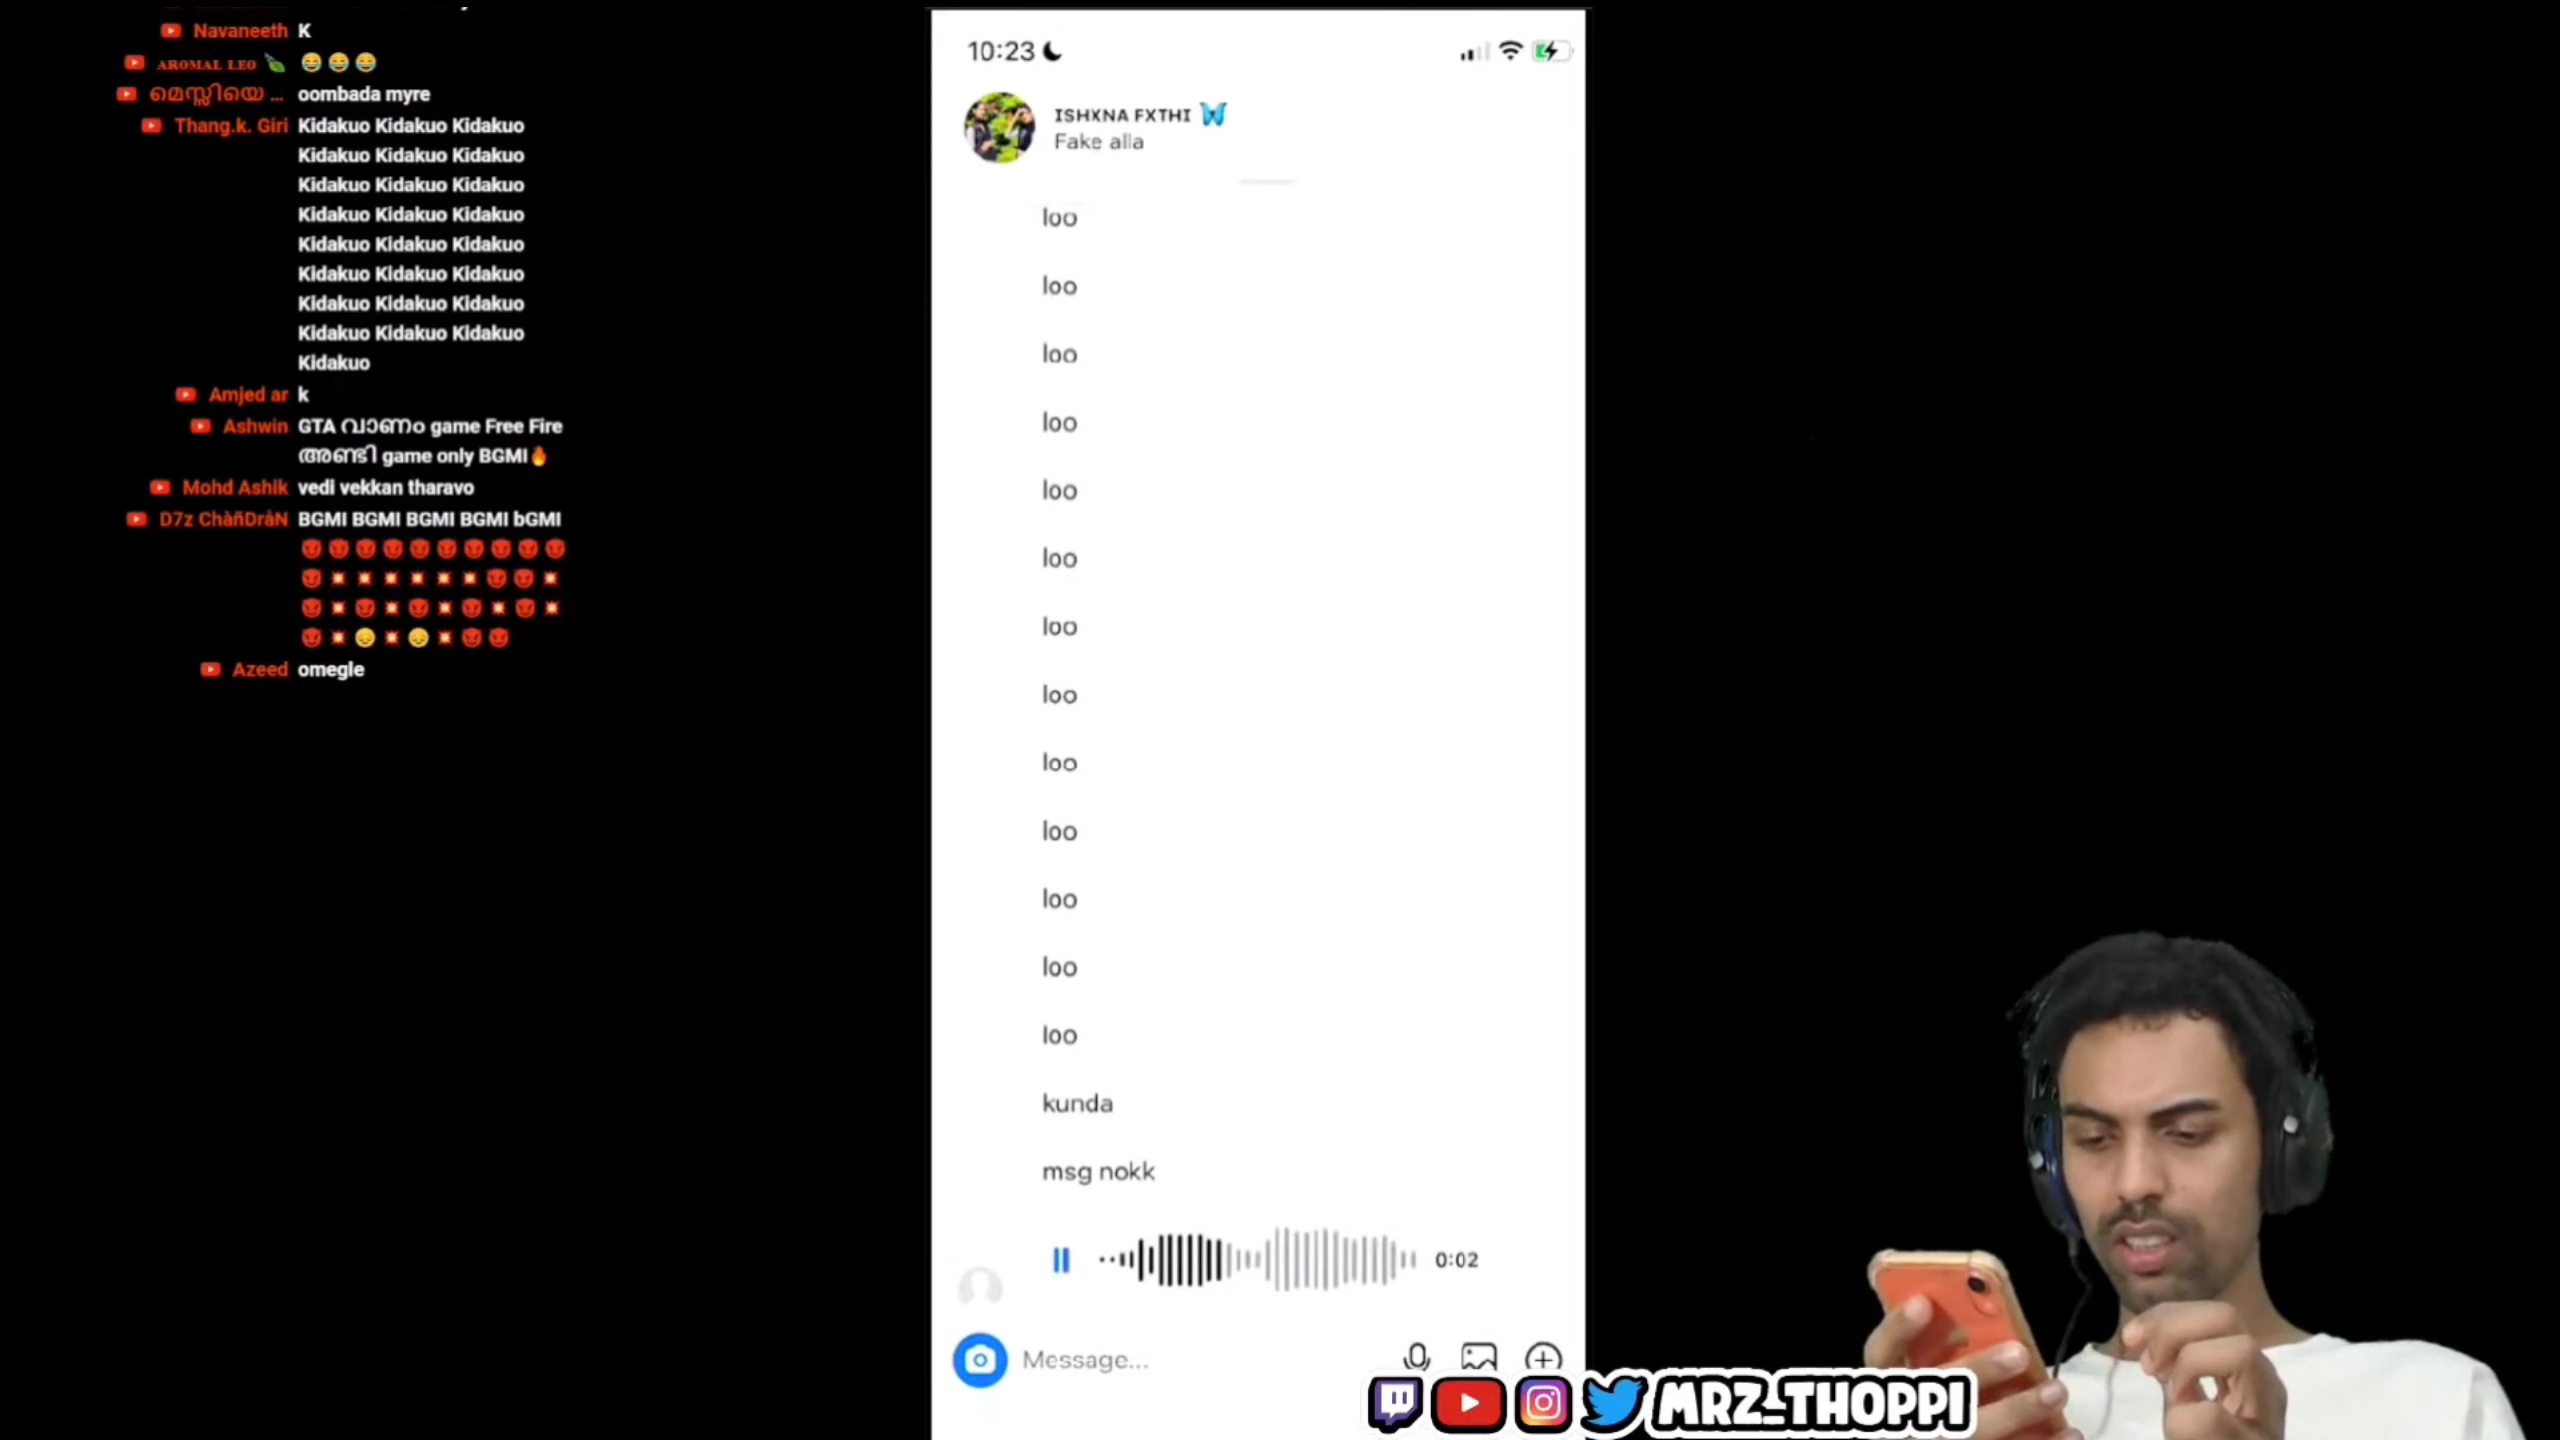 Navaneeth K
AROMAL LEO 🍃 😂😂😂
മെസ്സിയെ ... oombada myre
Thang.k. Giri Kidakuo Kidakuo Kidakuo
Kidakuo Kidakuo Kidakuo
Kidakuo Kidakuo Kidakuo
Kidakuo Kidakuo Kidakuo
Kidakuo Kidakuo Kidakuo
Kidakuo Kidakuo Kidakuo
Kidakuo Kidakuo Kidakuo
Kidakuo Kidakuo Kidakuo
Kidakuo
Amjed ar k
Ashwin GTA വാണം game Free Fire
അണ്ടി game only BGMI🔥
Mohd Ashik vedi vekkan tharavo
D7z ChàñDråN BGMI BGMI BGMI BGMI bGMI
😈😈😈😈😈😈😈😈😈😈
😈💥💥💥💥💥💥😈😈💥
😈💥😈💥😈💥😈💥😈💥
😈💥😞💥😞💥😈😈
Azeed omegle
10:23
ISHXNA FXTHI 🦋
Fake alla
loo
loo
loo
loo
loo
loo
loo
loo
loo
loo
loo
loo
loo
kunda
msg nokk
0:02
Message...
MRZ_THOPPI